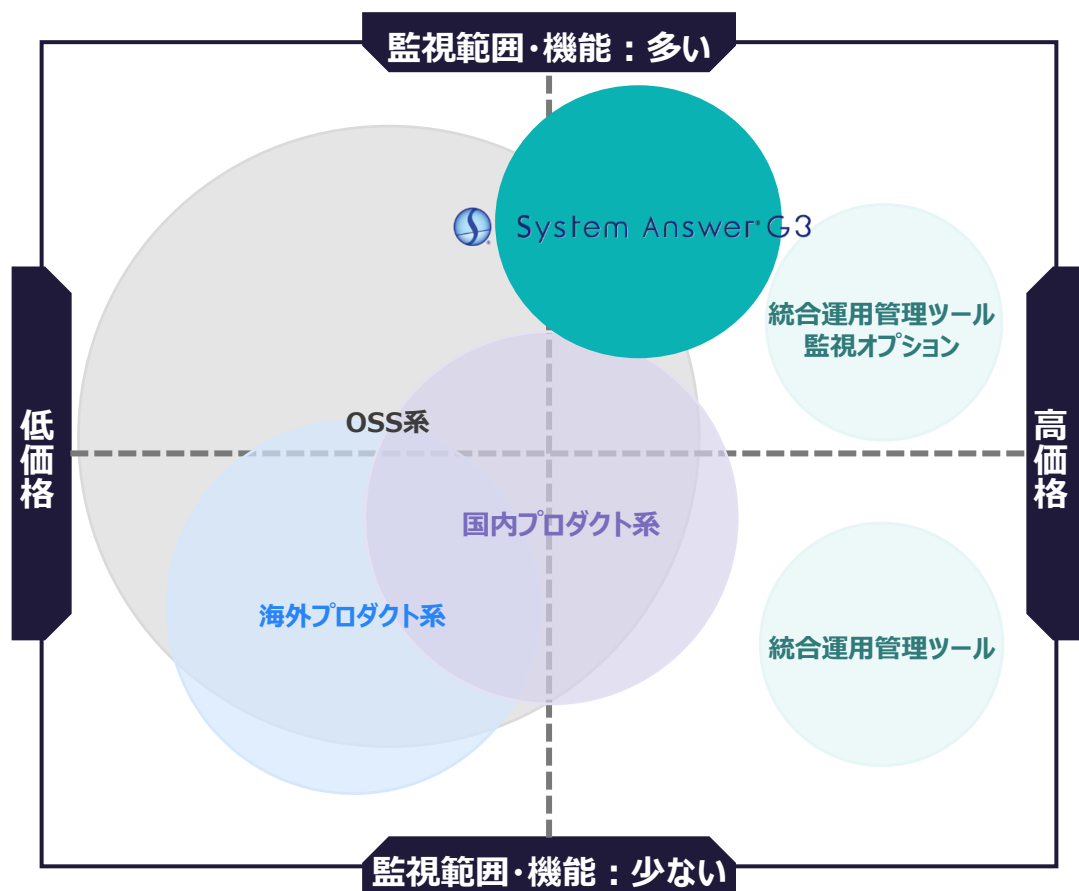 監視範囲・機能：多い
System Answer G3
統合運用管理ツール
監視オプション
低価格
OSS系
高価格
国内プロダクト系
海外プロダクト系
統合運用管理ツール
監視範囲・機能：少ない